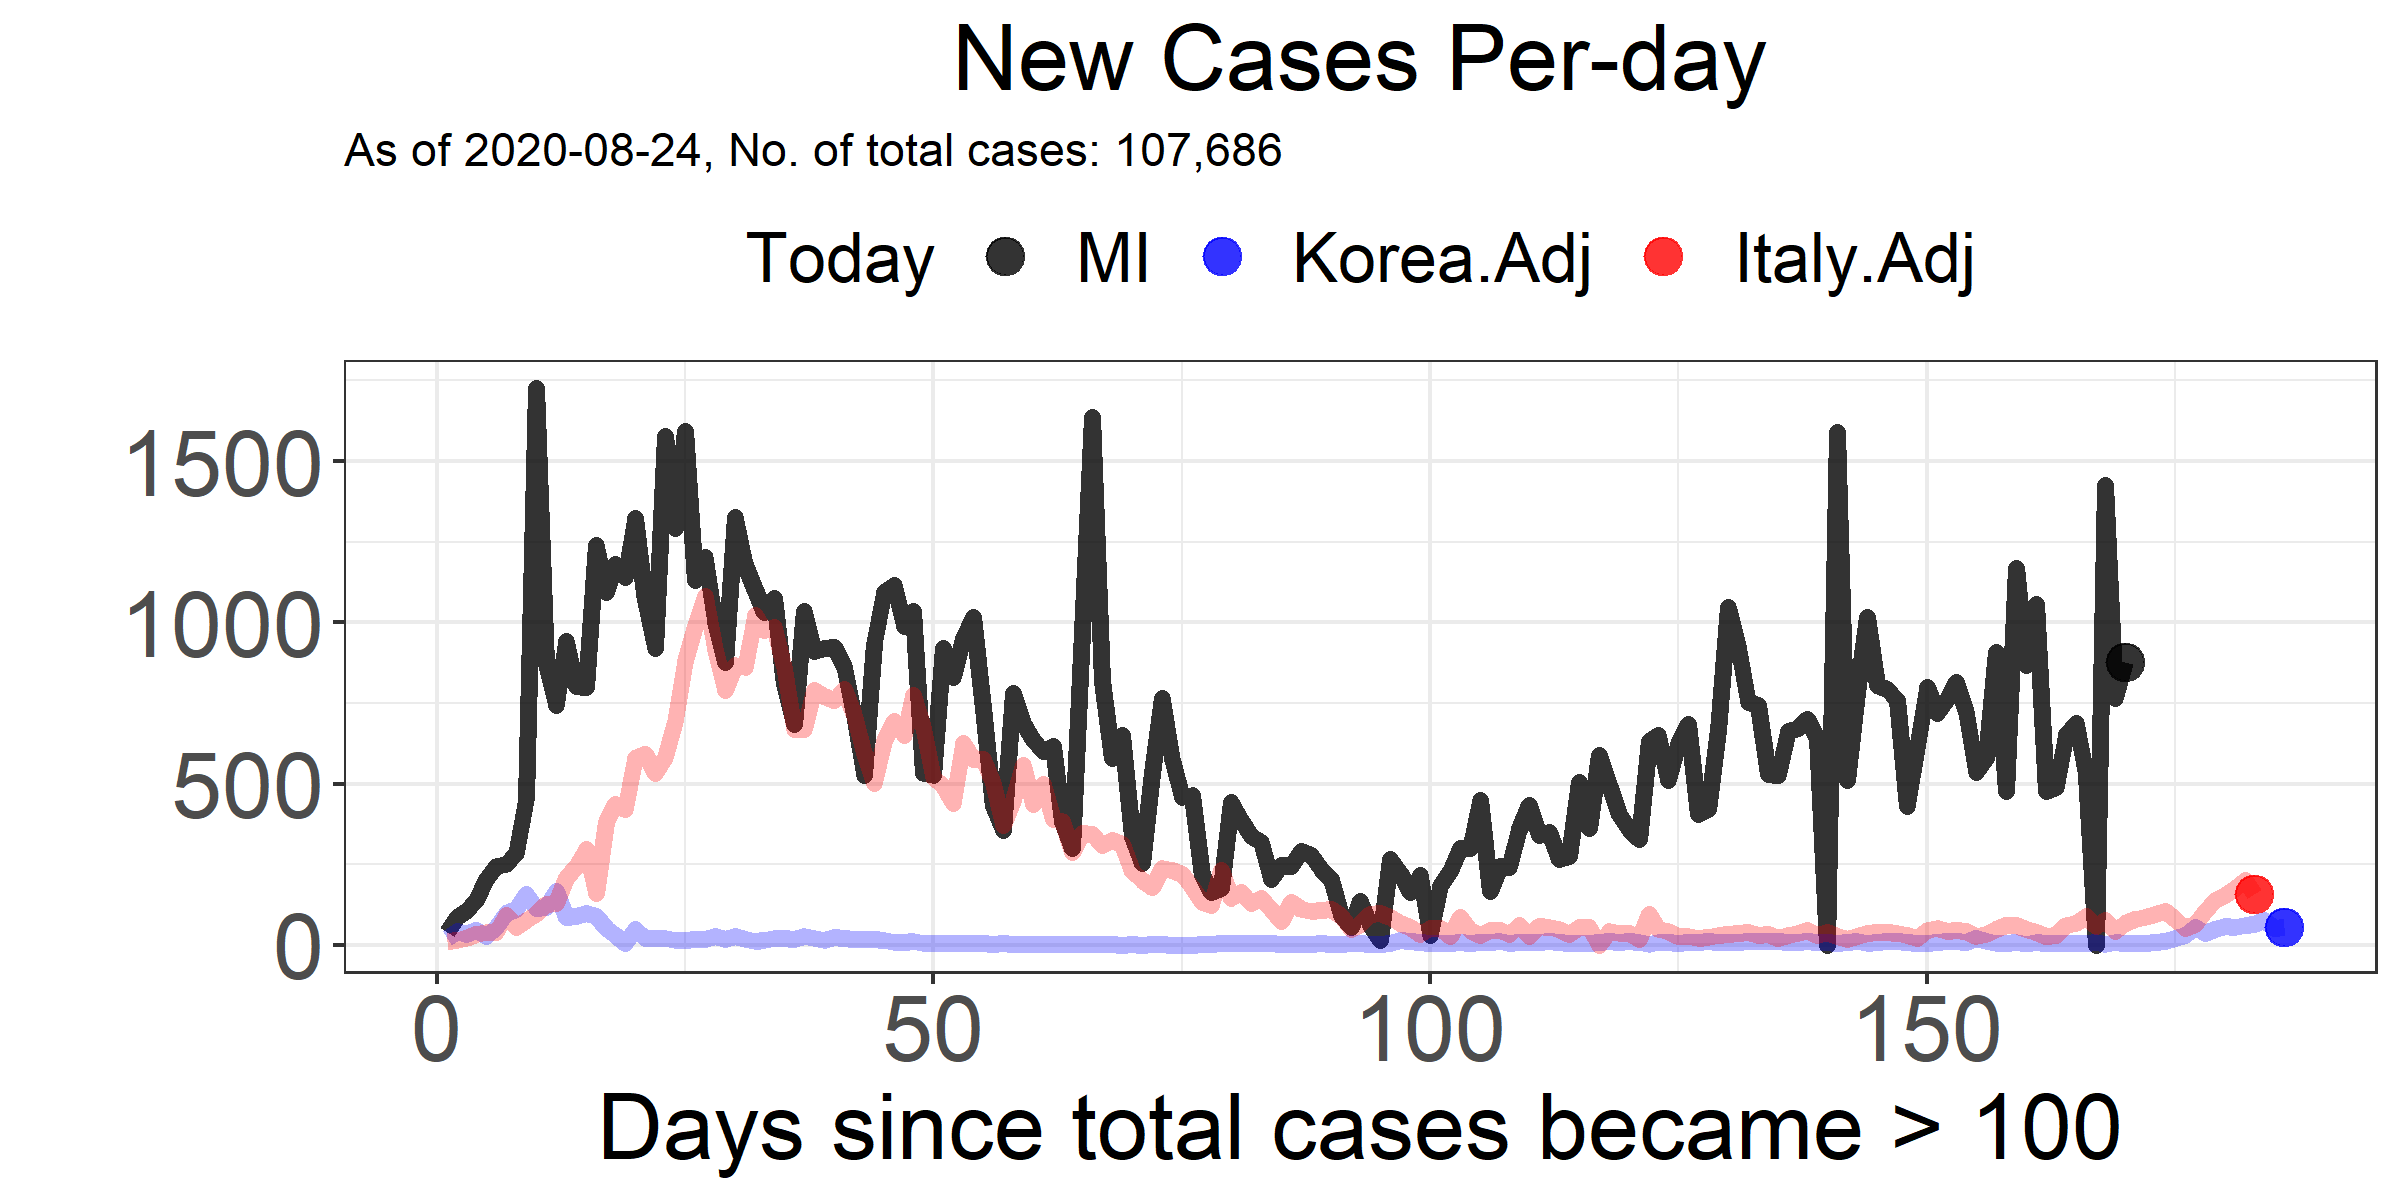 New Cases Per-day
As of 2020-08-24, No. of total cases: 107,686
Today MI Korea.Adj Italy.Adj
1500
1000
500
0
0 50 100 150
Days since total cases became > 100